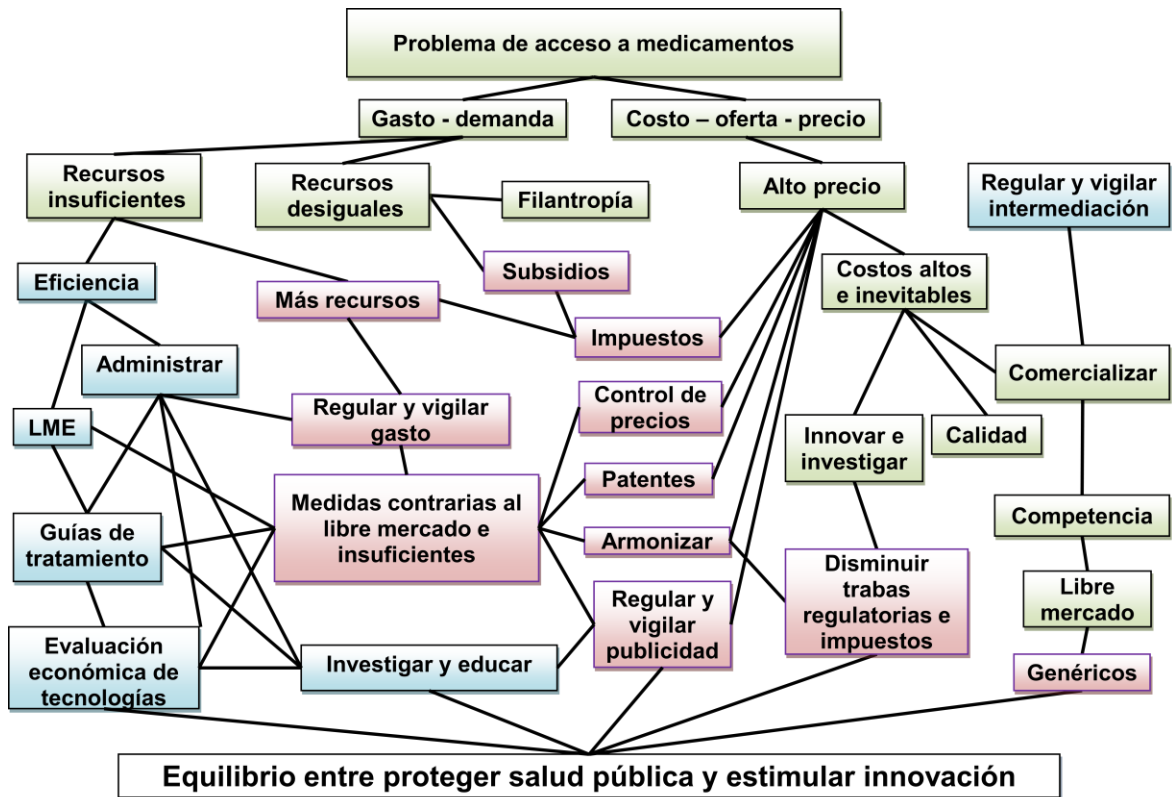 Problema de acceso a medicamentos
Gasto - demanda
Costo – oferta - precio
Recursos
insuficientes
Recursos
desiguales
Filantropía
Alto precio
Regular y vigilar
intermediación
Eficiencia
Subsidios
Costos altos
e inevitables
Más recursos
Impuestos
Administrar
Comercializar
LME
Regular y vigilar
gasto
Control de
precios
Innovar e
investigar
Calidad
Medidas contrarias al
libre mercado e
insuficientes
Patentes
Guías de
tratamiento
Armonizar
Competencia
Disminuir
trabas
regulatorias e
impuestos
Libre
mercado
Regular y
vigilar
publicidad
Evaluación
económica de
tecnologías
Investigar y educar
Genéricos
Equilibrio entre proteger salud pública y estimular innovación